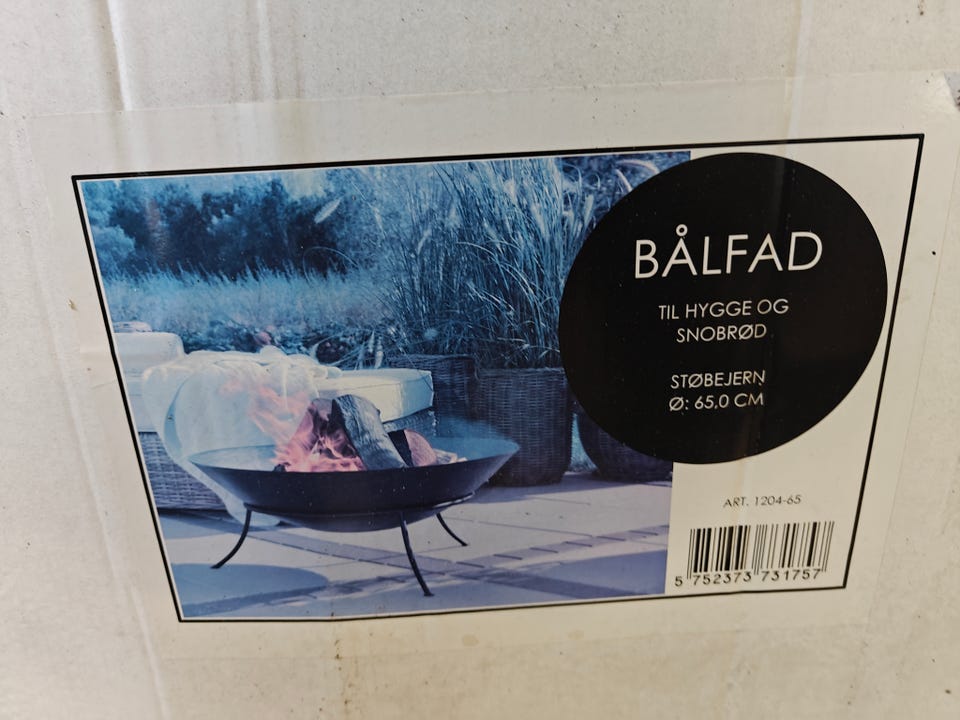 BÅLFAD
TIL HYGGE OG
SNOBRØD
STØBEJERN
Ø: 65,0 CM
ART. 1204-65
5 752373 731757